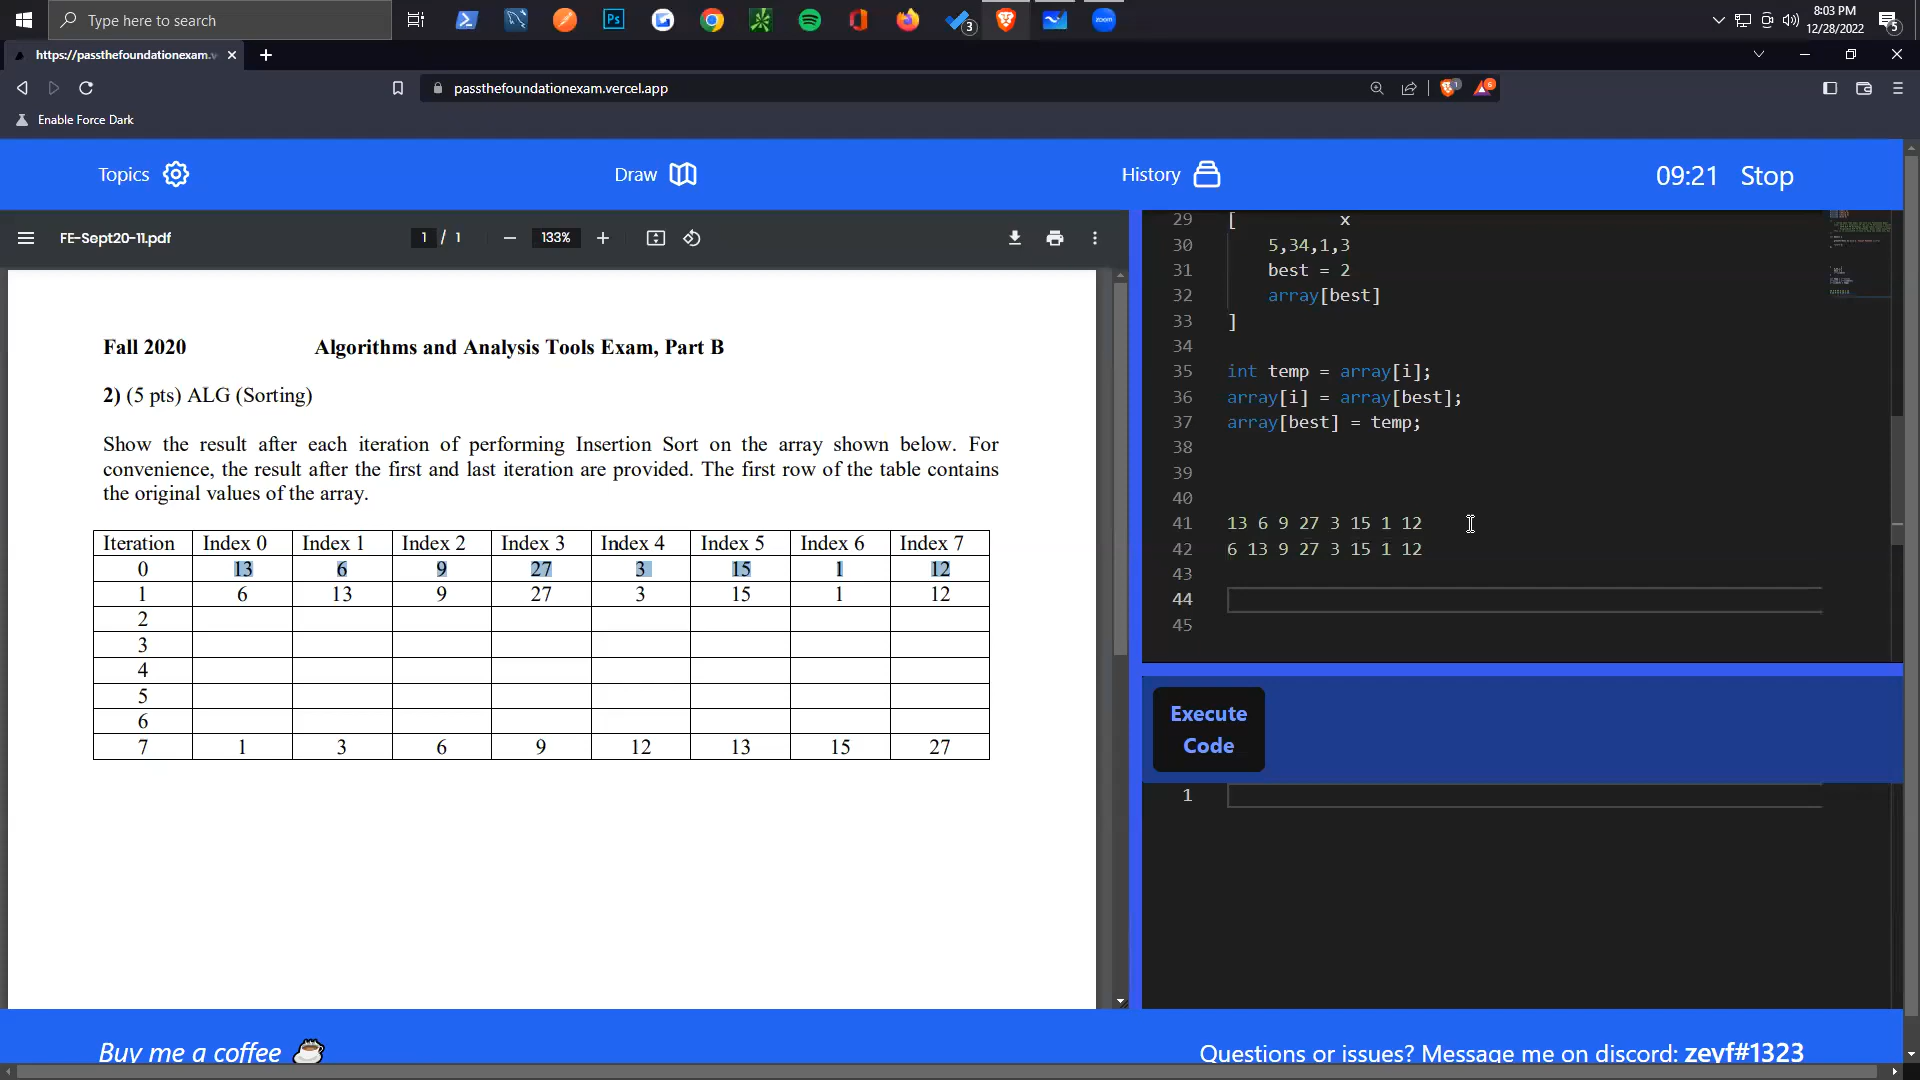 Type here to search
Ps
zoom
3
8:03 PM
12/28/2022
5
https://passthefoundationexam.v
passthefoundationexam.vercel.app
1
6
Enable Force Dark
Topics
Draw
History
09:21 Stop
FE-Sept20-11.pdf
1 / 1
133%
Fall 2020 Algorithms and Analysis Tools Exam, Part B
2) (5 pts) ALG (Sorting)
Show the result after each iteration of performing Insertion Sort on the array shown below. For
convenience, the result after the first and last iteration are provided. The first row of the table contains
the original values of the array.
Iteration Index 0 Index 1 Index 2 Index 3 Index 4 Index 5 Index 6 Index 7
0 13 6 9 27 3 15 1 12
1 6 13 9 27 3 15 1 12
2
3
4
5
6
7 1 3 6 9 12 13 15 27
29 [ x
30 5,34,1,3
31 best = 2
32 array[best]
33 ]
34
35 int temp = array[i];
36 array[i] = array[best];
37 array[best] = temp;
38
39
40
41 13 6 9 27 3 15 1 12
42 6 13 9 27 3 15 1 12
43
44
45
Execute
Code
1
Buy me a coffee
Questions or issues? Message me on discord: zeyf#1323